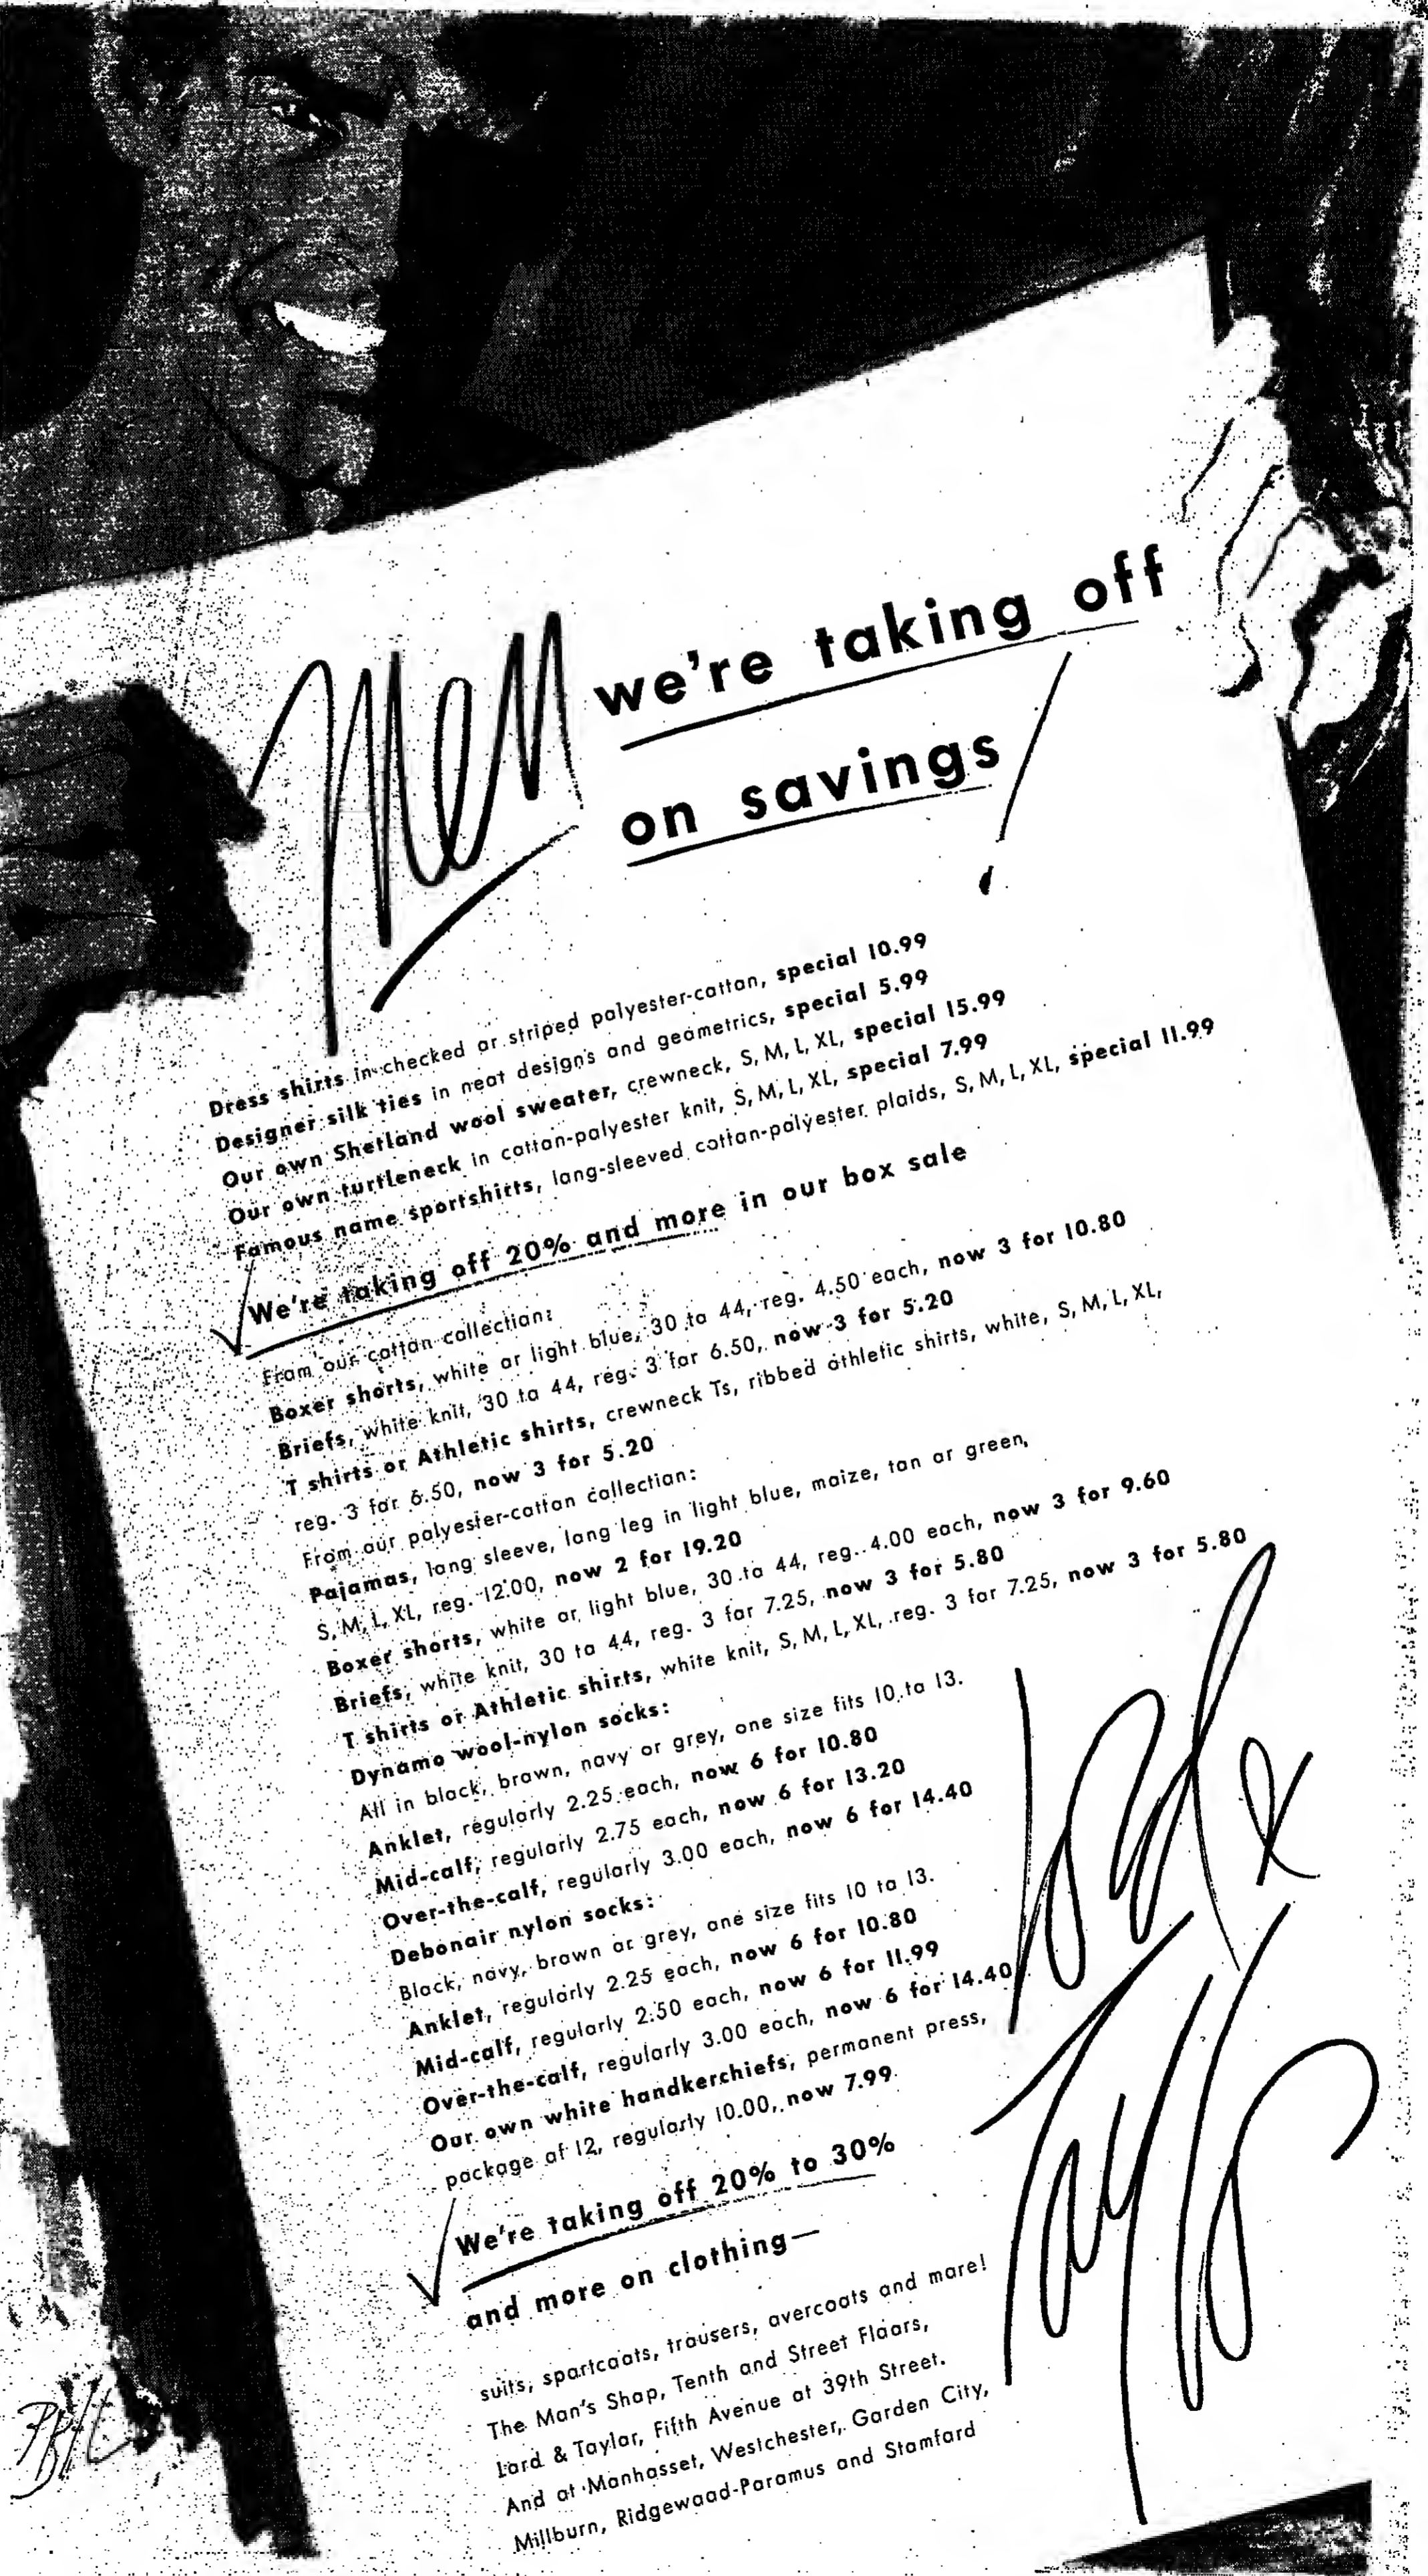 Men we're taking off
on savings!
Dress shirts in checked or striped polyester-cotton, special 10.99
Designer silk ties in neat designs and geometrics, special 5.99
Our own Shetland wool sweater, crewneck, S, M, L, XL, special 15.99
Our own turtleneck in cotton-polyester knit, S, M, L, XL, special 7.99
Famous name sportshirts, long-sleeved cotton-polyester plaids, S, M, L, XL, special 11.99
We're taking off 20% and more in our box sale
From our cotton collection:
Boxer shorts, white or light blue, 30 to 44, reg. 4.50 each, now 3 for 10.80
Briefs, white knit, 30 to 44, reg. 3 for 6.50, now 3 for 5.20
T shirts or Athletic shirts, crewneck Ts, ribbed athletic shirts, white, S, M, L, XL,
reg. 3 for 6.50, now 3 for 5.20
From our polyester-cotton collection:
Pajamas, long sleeve, long leg in light blue, maize, tan or green,
S, M, L, XL, reg. 12.00, now 2 for 19.20
Boxer shorts, white or light blue, 30 to 44, reg. 4.00 each, now 3 for 9.60
Briefs, white knit, 30 to 44, reg. 3 for 7.25, now 3 for 5.80
T shirts or Athletic shirts, white knit, S, M, L, XL, reg. 3 for 7.25, now 3 for 5.80
Dynamo wool-nylon socks:
All in black, brown, navy or grey, one size fits 10 to 13.
Anklet, regularly 2.25 each, now 6 for 10.80
Mid-calf, regularly 2.75 each, now 6 for 13.20
Over-the-calf, regularly 3.00 each, now 6 for 14.40
Debonair nylon socks:
Black, navy, brown or grey, one size fits 10 to 13.
Anklet, regularly 2.25 each, now 6 for 10.80
Mid-calf, regularly 2.50 each, now 6 for 11.99
Over-the-calf, regularly 3.00 each, now 6 for 14.40
Our own white handkerchiefs, permanent press,
package of 12, regularly 10.00, now 7.99
We're taking off 20% to 30%
and more on clothing—
suits, sportcoats, trousers, overcoats and more!
The Man's Shop, Tenth and Street Floors,
Lord & Taylor, Fifth Avenue at 39th Street.
And at Manhasset, Westchester, Garden City,
Millburn, Ridgewood-Paramus and Stamford
Lord &
Taylor